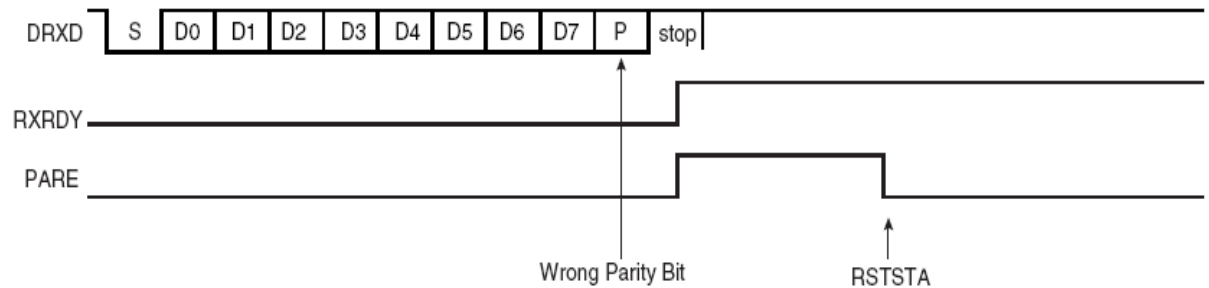 DRXD S D0 D1 D2 D3 D4 D5 D6 D7 P stop
RXRDY
PARE
Wrong Parity Bit RSTSTA